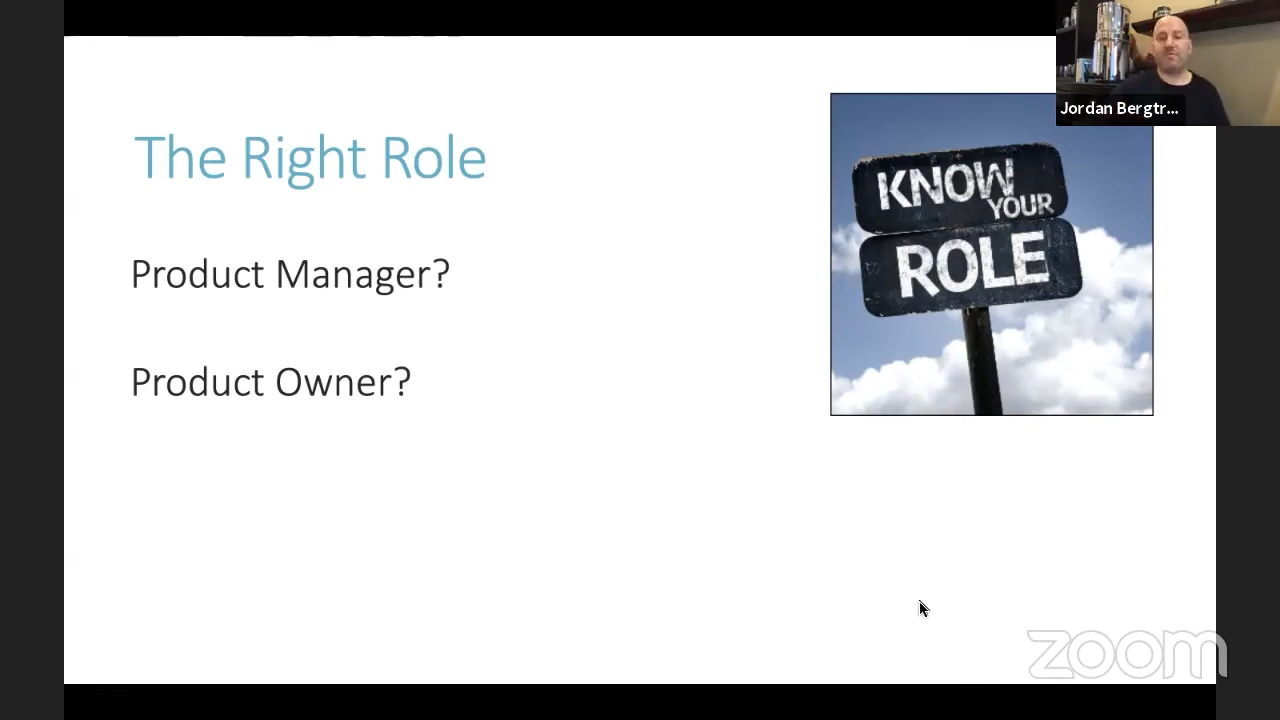 Jordan Bergtr...
The Right Role
KNOW
YOUR
ROLE
Product Manager?
Product Owner?
zoom